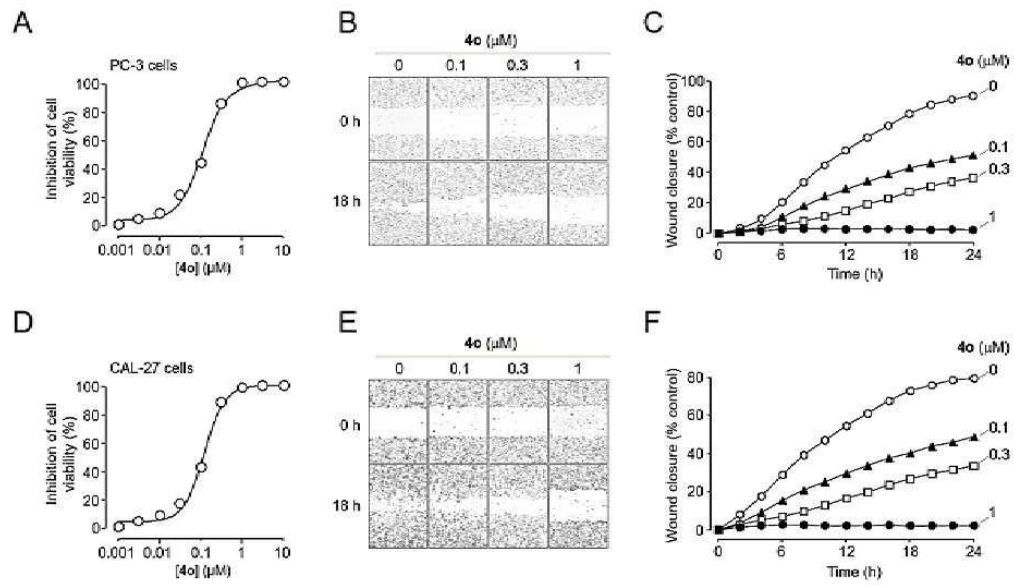 A
PC-3 cells
Inhibition of cell
viability (%)
100
80
60
40
20
0
0.001
0.01
0.1
1
10
[4o] (µM)
B
4o (µM)
0
0.1
0.3
1
0 h
18 h
C
4o (µM)
Wound closure (% control)
100
80
60
40
20
0
0
0.1
0.3
1
0
6
12
18
24
Time (h)
D
CAL-27 cells
Inhibition of cell
viability (%)
100
80
60
40
20
0
0.001
0.01
0.1
1
10
[4o] (µM)
E
4o (µM)
0
0.1
0.3
1
0 h
18 h
F
4o (µM)
Wound closure (% control)
80
60
40
20
0
0
0.1
0.3
1
0
6
12
18
24
Time (h)